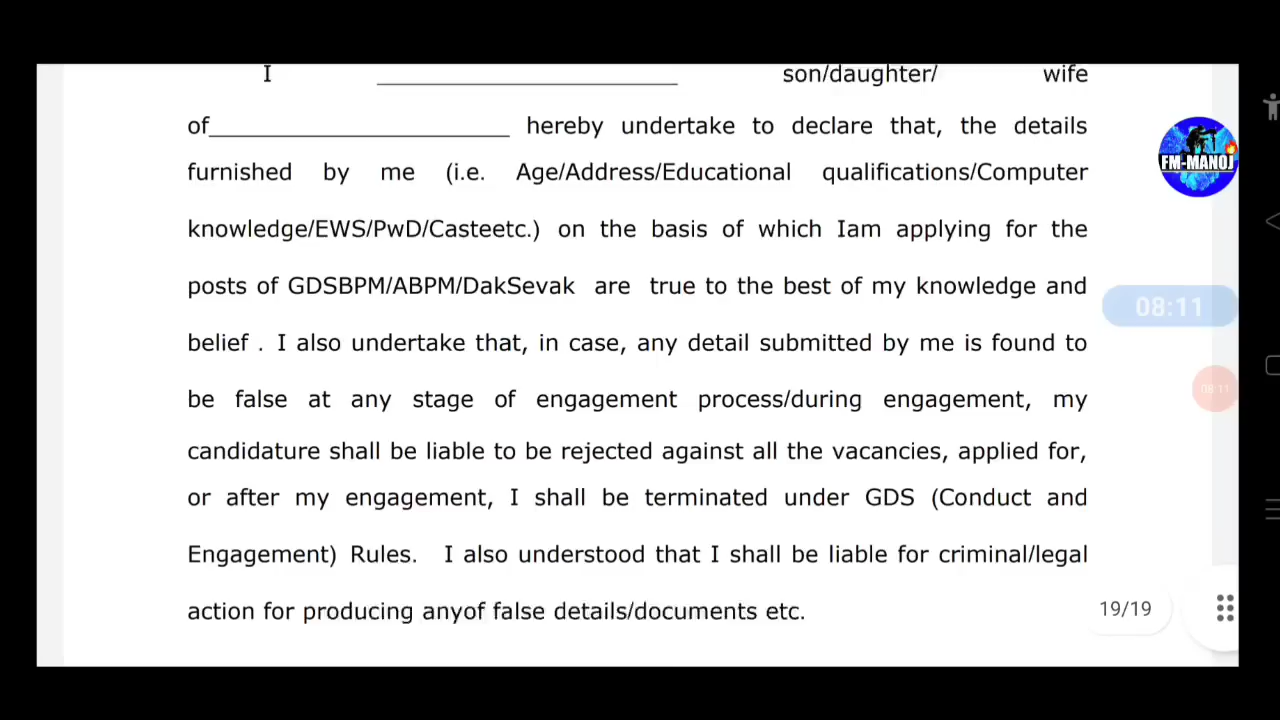 I ______________________ son/daughter/ wife
of______________________ hereby undertake to declare that, the details
furnished by me (i.e. Age/Address/Educational qualifications/Computer
knowledge/EWS/PwD/Casteetc.) on the basis of which Iam applying for the
posts of GDSBPM/ABPM/DakSevak are true to the best of my knowledge and
belief . I also undertake that, in case, any detail submitted by me is found to
be false at any stage of engagement process/during engagement, my
candidature shall be liable to be rejected against all the vacancies, applied for,
or after my engagement, I shall be terminated under GDS (Conduct and
Engagement) Rules. I also understood that I shall be liable for criminal/legal
action for producing anyof false details/documents etc.
FM-MANOJ
08:11
08:11
19/19